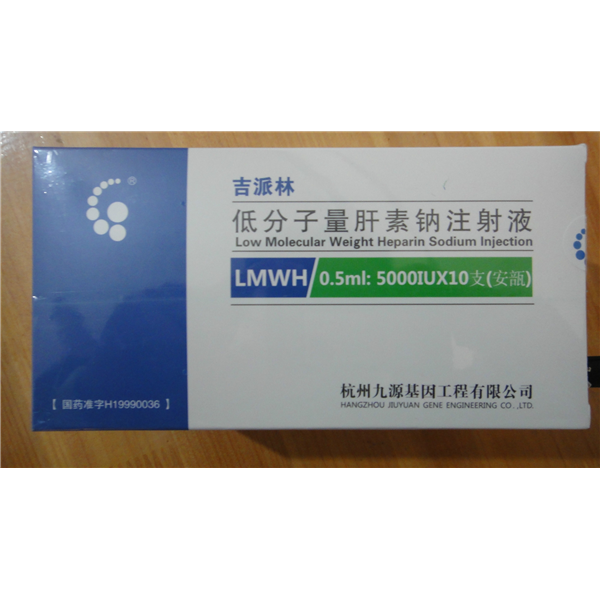 ®
吉派林
低分子量肝素钠注射液
Low Molecular Weight Heparin Sodium Injection
LMWH 0.5ml: 5000IUX10支(安瓿)
【 国药准字H19990036 】
杭州九源基因工程有限公司
HANGZHOU JIUYUAN GENE ENGINEERING CO.,LTD.